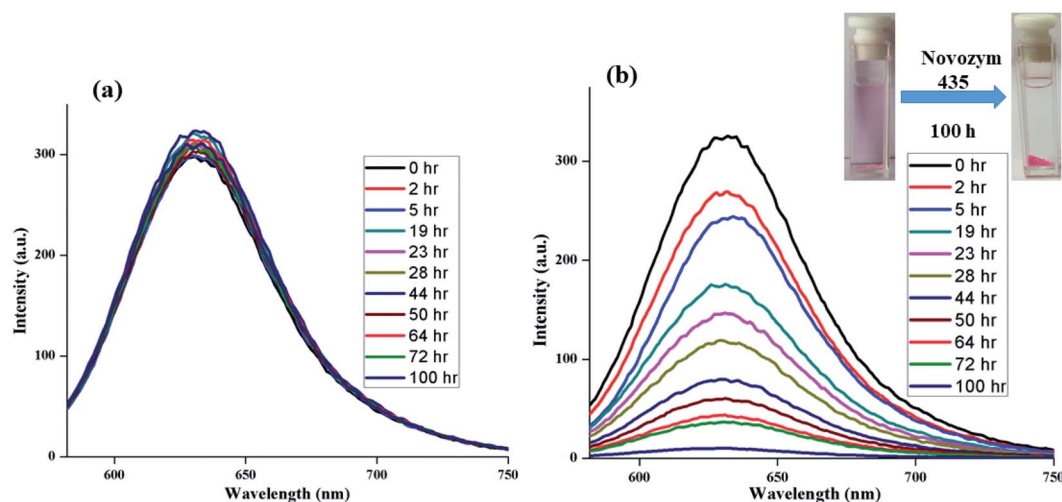 (a)
Intensity (a.u.)
300
200
100
0
0 hr
2 hr
5 hr
19 hr
23 hr
28 hr
44 hr
50 hr
64 hr
72 hr
100 hr
600
650
700
750
Wavelength (nm)
(b)
Novozym
435
100 h
Intensity (a.u.)
300
200
100
0
0 hr
2 hr
5 hr
19 hr
23 hr
28 hr
44 hr
50 hr
64 hr
72 hr
100 hr
600
650
700
750
Wavelength (nm)